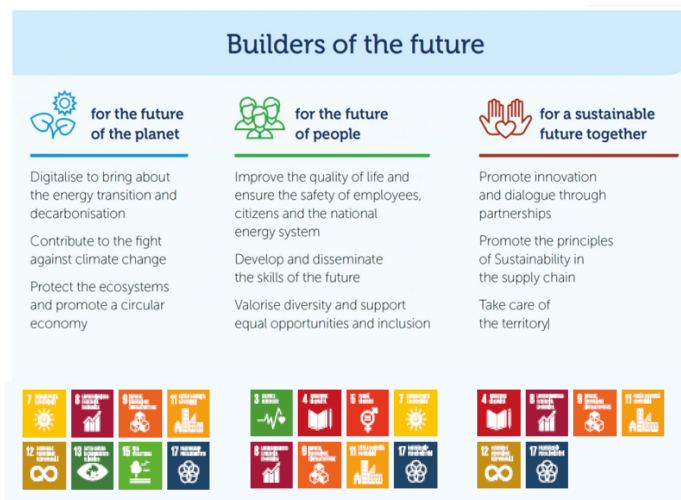 Builders of the future
for the future
of the planet
Digitalise to bring about
the energy transition and
decarbonisation
Contribute to the fight
against climate change
Protect the ecosystems
and promote a circular
economy
for the future
of people
Improve the quality of life and
ensure the safety of employees,
citizens and the national
energy system
Develop and disseminate
the skills of the future
Valorise diversity and support
equal opportunities and inclusion
for a sustainable
future together
Promote innovation
and dialogue through
partnerships
Promote the principles
of Sustainability in
the supply chain
Take care of
the territory
7 8 9 11
12 13 15 17
3 4 5 7
8 9 11 17
4 8 9 11
12 17